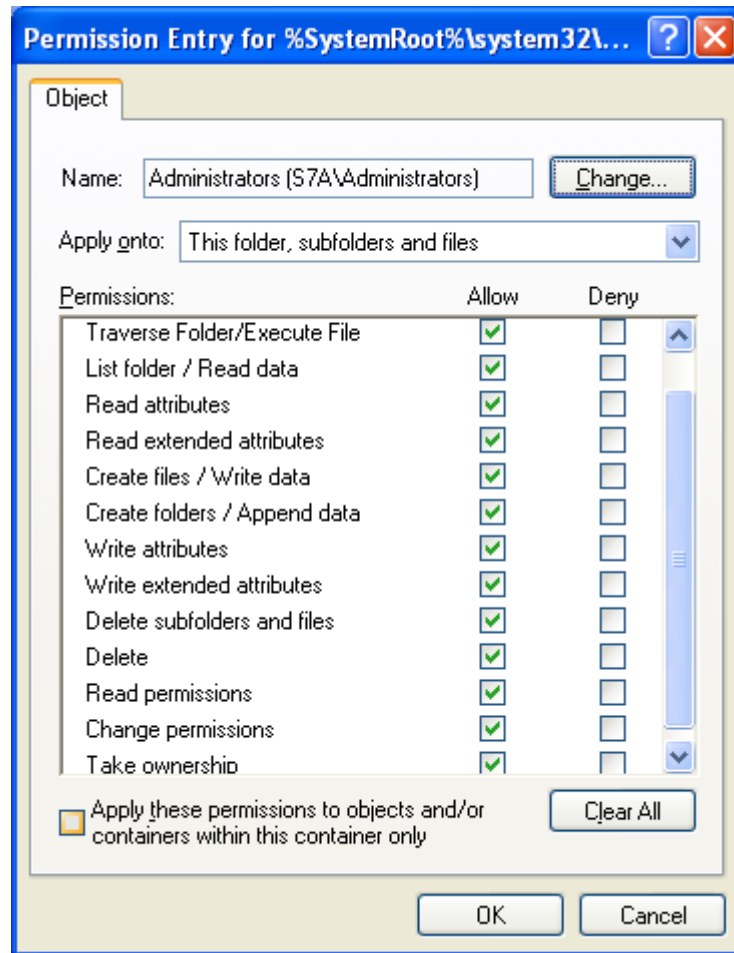 Permission Entry for %SystemRoot%\system32\...
Object
Name: Administrators (S7A\Administrators) Change...
Apply onto: This folder, subfolders and files
Permissions: Allow Deny
Traverse Folder/Execute File
List folder / Read data
Read attributes
Read extended attributes
Create files / Write data
Create folders / Append data
Write attributes
Write extended attributes
Delete subfolders and files
Delete
Read permissions
Change permissions
Take ownership
Apply these permissions to objects and/or
containers within this container only
Clear All
OK Cancel